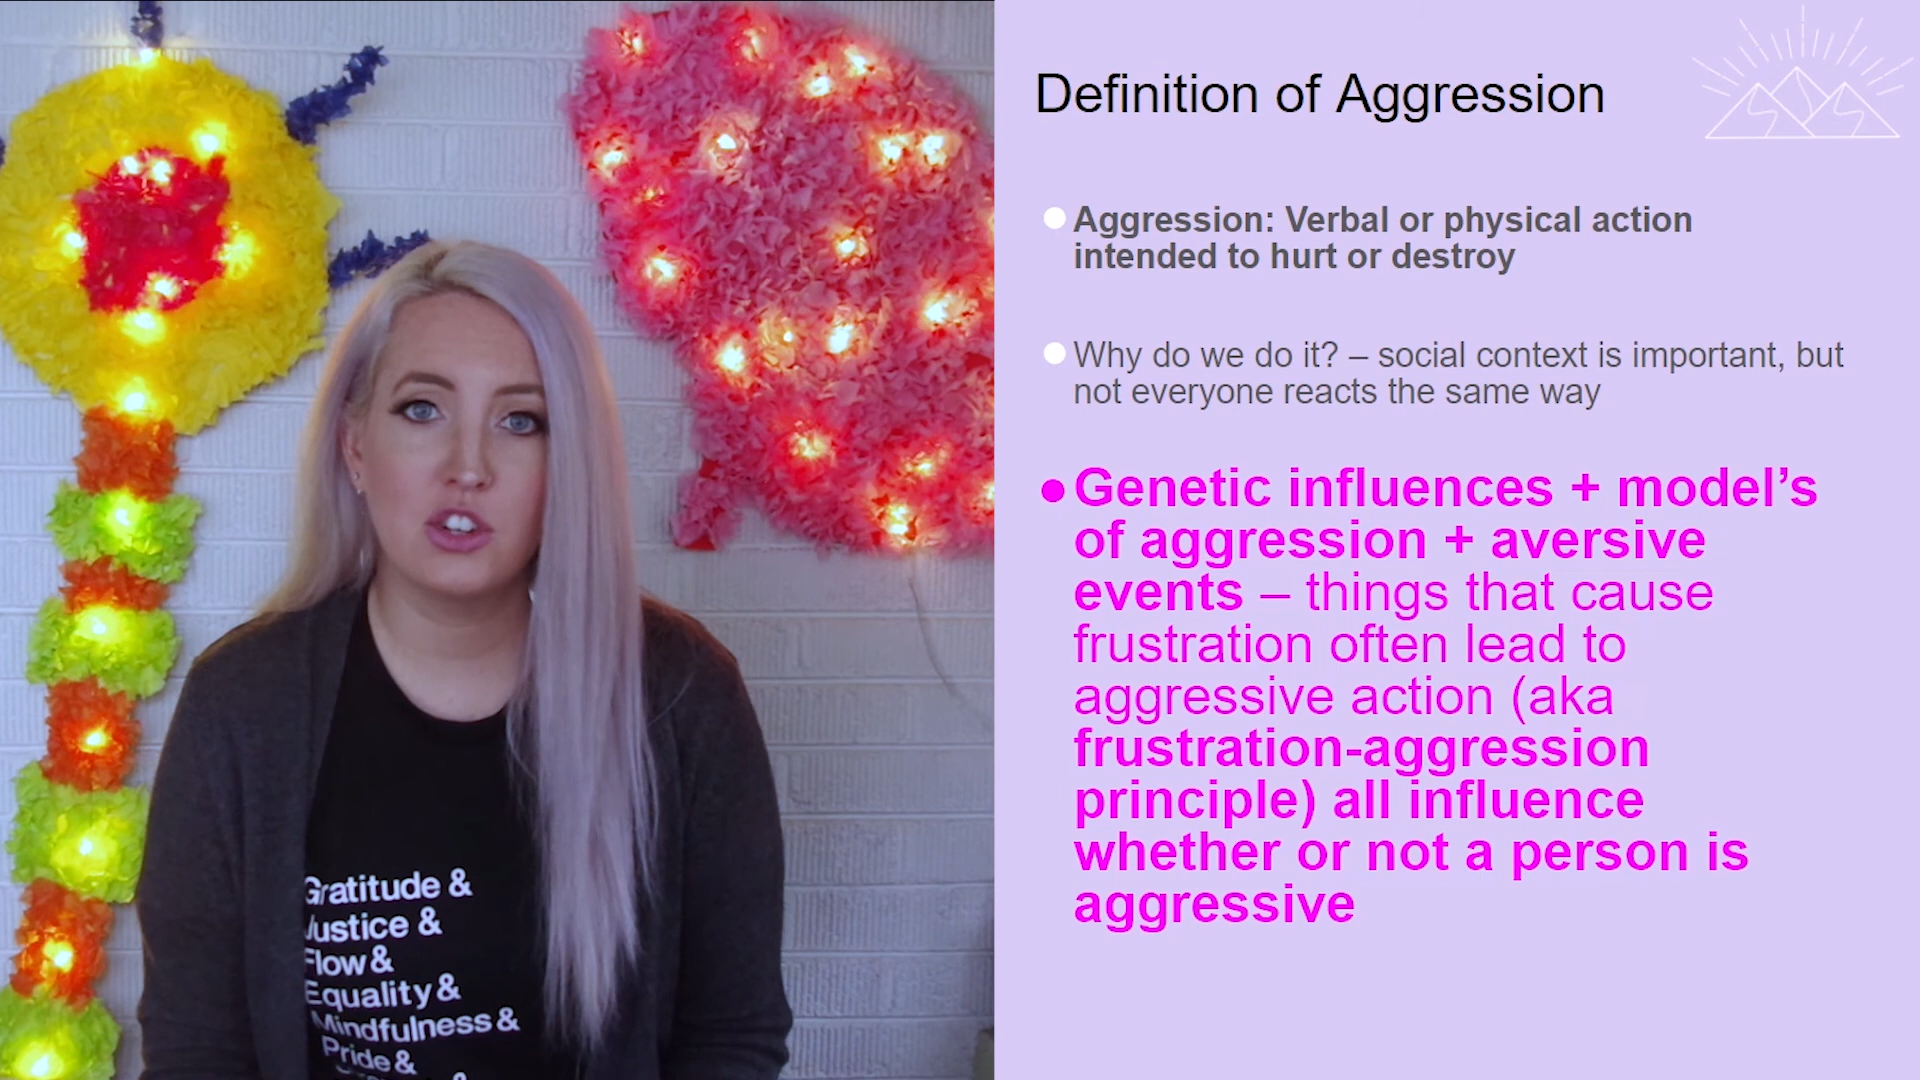 Definition of Aggression
Aggression: Verbal or physical action
intended to hurt or destroy
Why do we do it? – social context is important, but
not everyone reacts the same way
Genetic influences + model’s
of aggression + aversive
events – things that cause
frustration often lead to
aggressive action (aka
frustration-aggression
principle) all influence
whether or not a person is
aggressive
Gratitude &
Justice &
Flow &
Equality &
Mindfulness &
Pride &
&